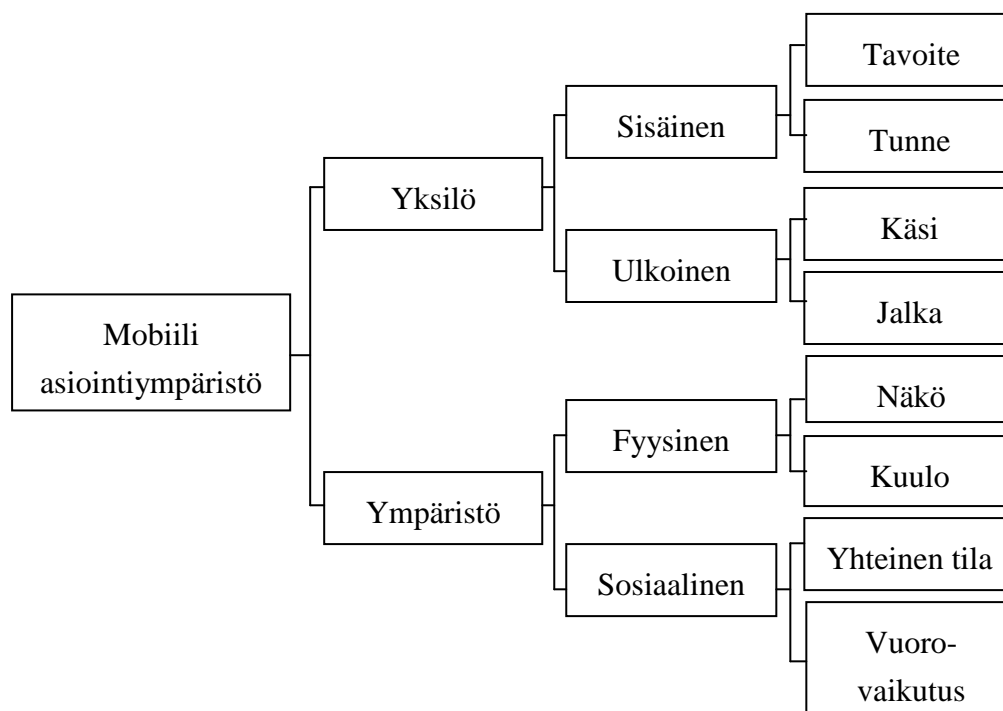 Mobiili
asiointiympäristö
Yksilö
Ympäristö
Sisäinen
Ulkoinen
Fyysinen
Sosiaalinen
Tavoite
Tunne
Käsi
Jalka
Näkö
Kuulo
Yhteinen tila
Vuoro-
vaikutus